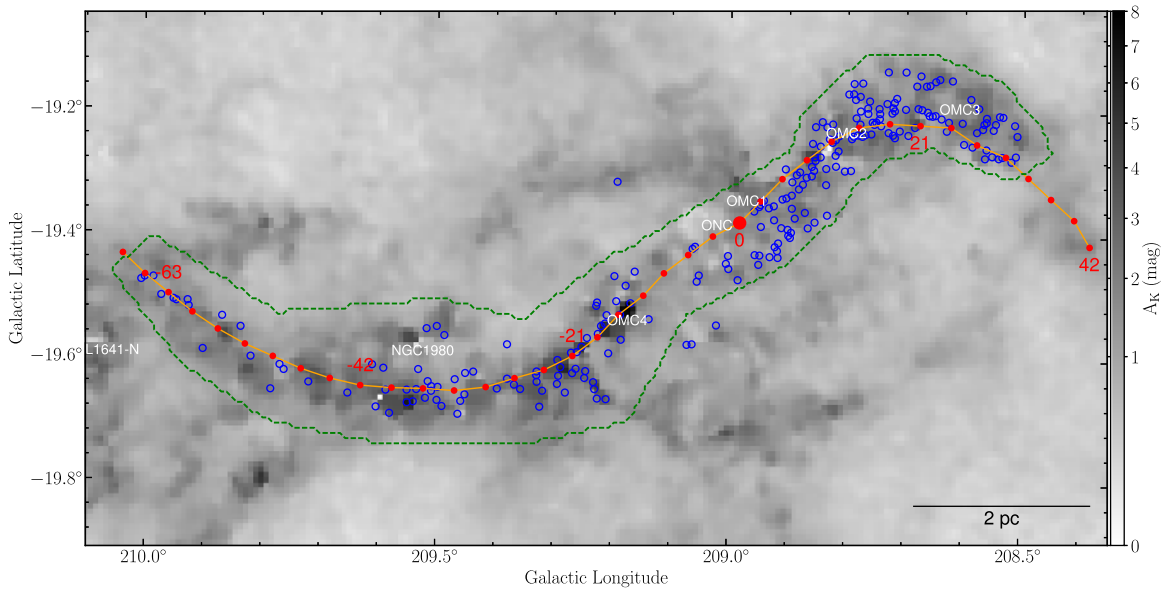 8
7
6
5
4
3
2
1
0
A_K (mag)
−19.2°
−19.4°
−19.6°
−19.8°
Galactic Latitude
210.0°
209.5°
209.0°
208.5°
Galactic Longitude
OMC3
OMC2
21
OMC1
ONC
0
42
-63
OMC4
-21
L1641-N
NGC1980
-42
2 pc